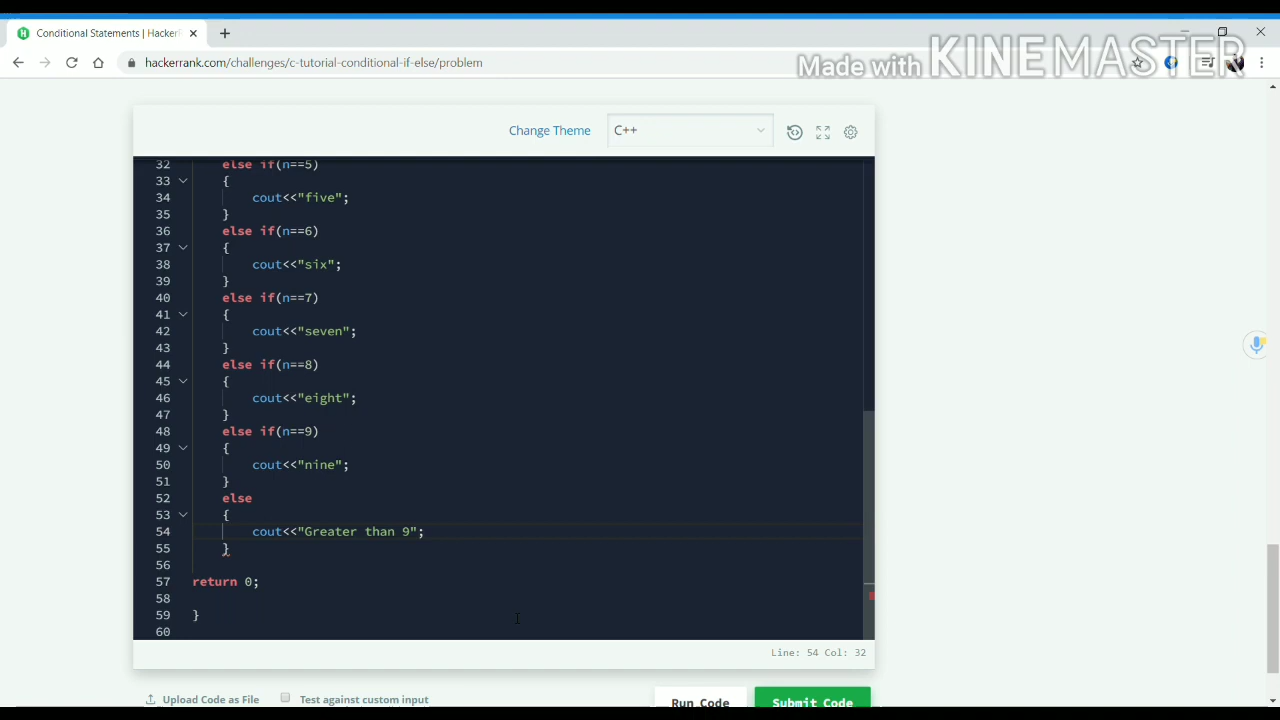 Conditional Statements | Hacker
hackerrank.com/challenges/c-tutorial-conditional-if-else/problem
Made with KINEMASTER
Change Theme C++
32 else if(n==5)
33 {
34 cout<<"five";
35 }
36 else if(n==6)
37 {
38 cout<<"six";
39 }
40 else if(n==7)
41 {
42 cout<<"seven";
43 }
44 else if(n==8)
45 {
46 cout<<"eight";
47 }
48 else if(n==9)
49 {
50 cout<<"nine";
51 }
52 else
53 {
54 cout<<"Greater than 9";
55 }
56
57 return 0;
58
59 }
60
Line: 54 Col: 32
Upload Code as File Test against custom input Run Code Submit Code